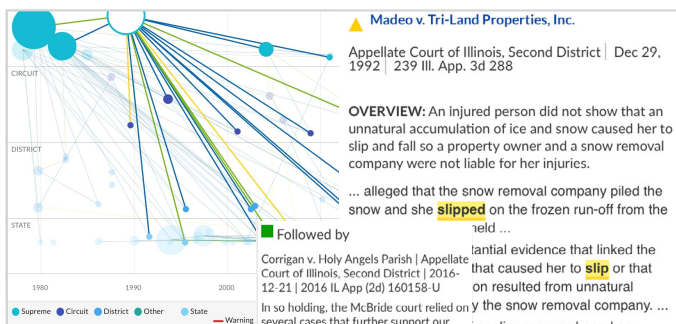 CIRCUIT
DISTRICT
STATE
1980
1990
2000
Supreme
Circuit
District
Other
State
Warning
Madeo v. Tri-Land Properties, Inc.
Appellate Court of Illinois, Second District | Dec 29,
1992 | 239 Ill. App. 3d 288
OVERVIEW: An injured person did not show that an
unnatural accumulation of ice and snow caused her to
slip and fall so a property owner and a snow removal
company were not liable for her injuries.
... alleged that the snow removal company piled the
snow and she slipped on the frozen run-off from the
held ...
tantial evidence that linked the
that caused her to slip or that
on resulted from unnatural
y the snow removal company. ...
Followed by
Corrigan v. Holy Angels Parish | Appellate
Court of Illinois, Second District | 2016-
12-21 | 2016 IL App (2d) 160158-U
In so holding, the McBride court relied on
several cases that further support our